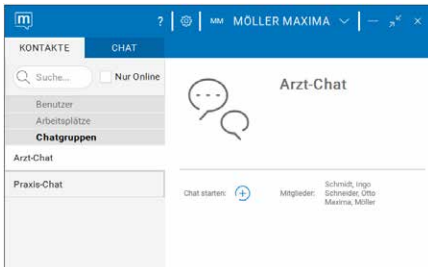 m
? MM MÖLLER MAXIMA
KONTAKTE CHAT
Suche... Nur Online
Benutzer
Arbeitsplätze
Chatgruppen
Arzt-Chat
Praxis-Chat
Arzt-Chat
Chat starten: Mitglieder: Schmidt, Ingo
Schneider, Otto
Maxima, Möller